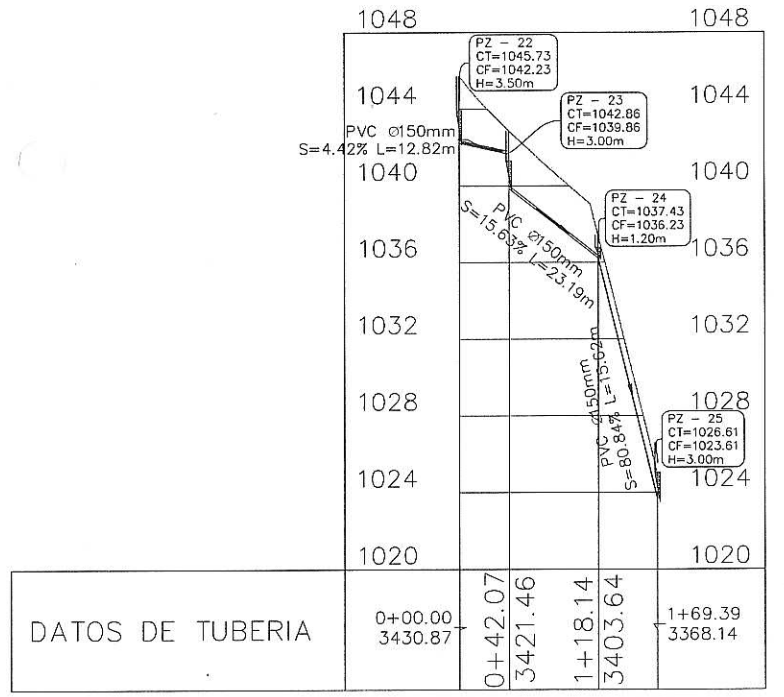 1048
1048
PZ - 22
CT=1045.73
CF=1042.23
H=3.50m
1044
1044
PZ - 23
CT=1042.86
CF=1039.86
H=3.00m
PVC Ø150mm
S=4.42% L=12.82m
1040
1040
PZ - 24
CT=1037.43
CF=1036.23
H=1.20m
PVC Ø150mm
S=15.63% L=23.19m
1036
1036
1032
1032
PVC Ø150mm
S=80.84% L=15.62m
1028
1028
PZ - 25
CT=1026.61
CF=1023.61
H=3.00m
1024
1024
1020
1020
DATOS DE TUBERIA
0+00.00
3430.87
0+42.07
3421.46
1+18.14
3403.64
1+69.39
3368.14